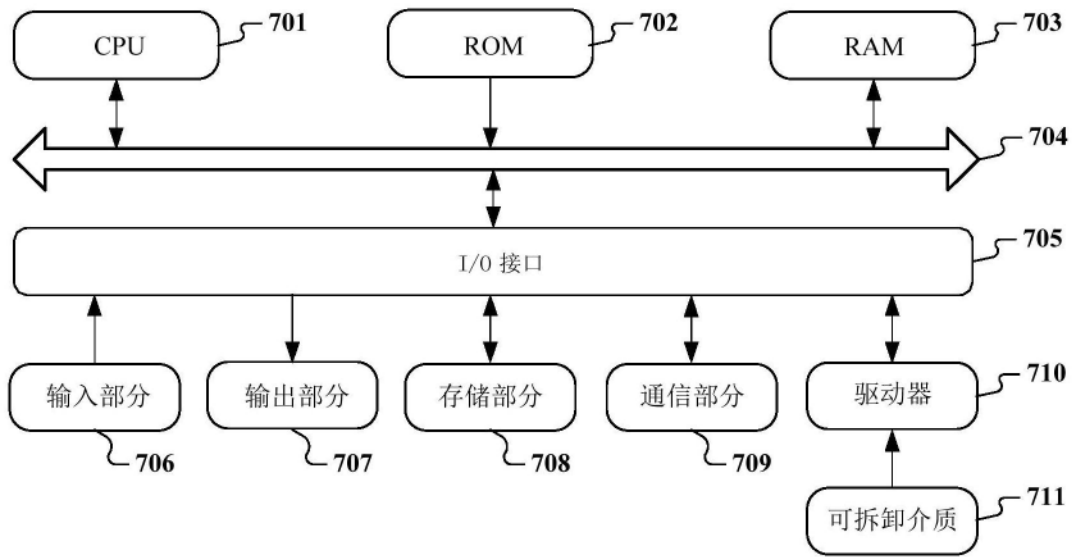 CPU
701
ROM
702
RAM
703
704
I/O 接口
705
输入部分
706
输出部分
707
存储部分
708
通信部分
709
驱动器
710
可拆卸介质
711